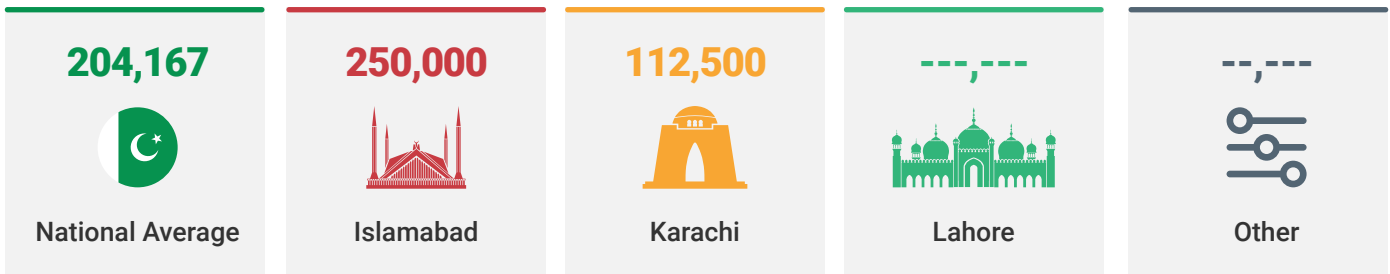 204,167
National Average
250,000
Islamabad
112,500
Karachi
---,---
Lahore
--,---
Other